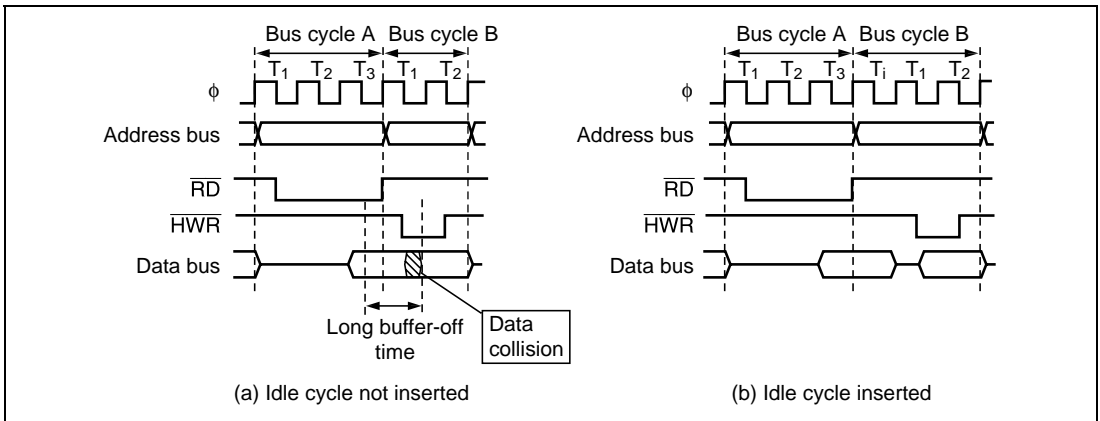 Bus cycle A Bus cycle B
T1 T2 T3 T1 T2
ϕ
Address bus
RD
HWR
Data bus
Long buffer-off
time
Data
collision
(a) Idle cycle not inserted
Bus cycle A Bus cycle B
T1 T2 T3 Ti T1 T2
ϕ
Address bus
RD
HWR
Data bus
(b) Idle cycle inserted